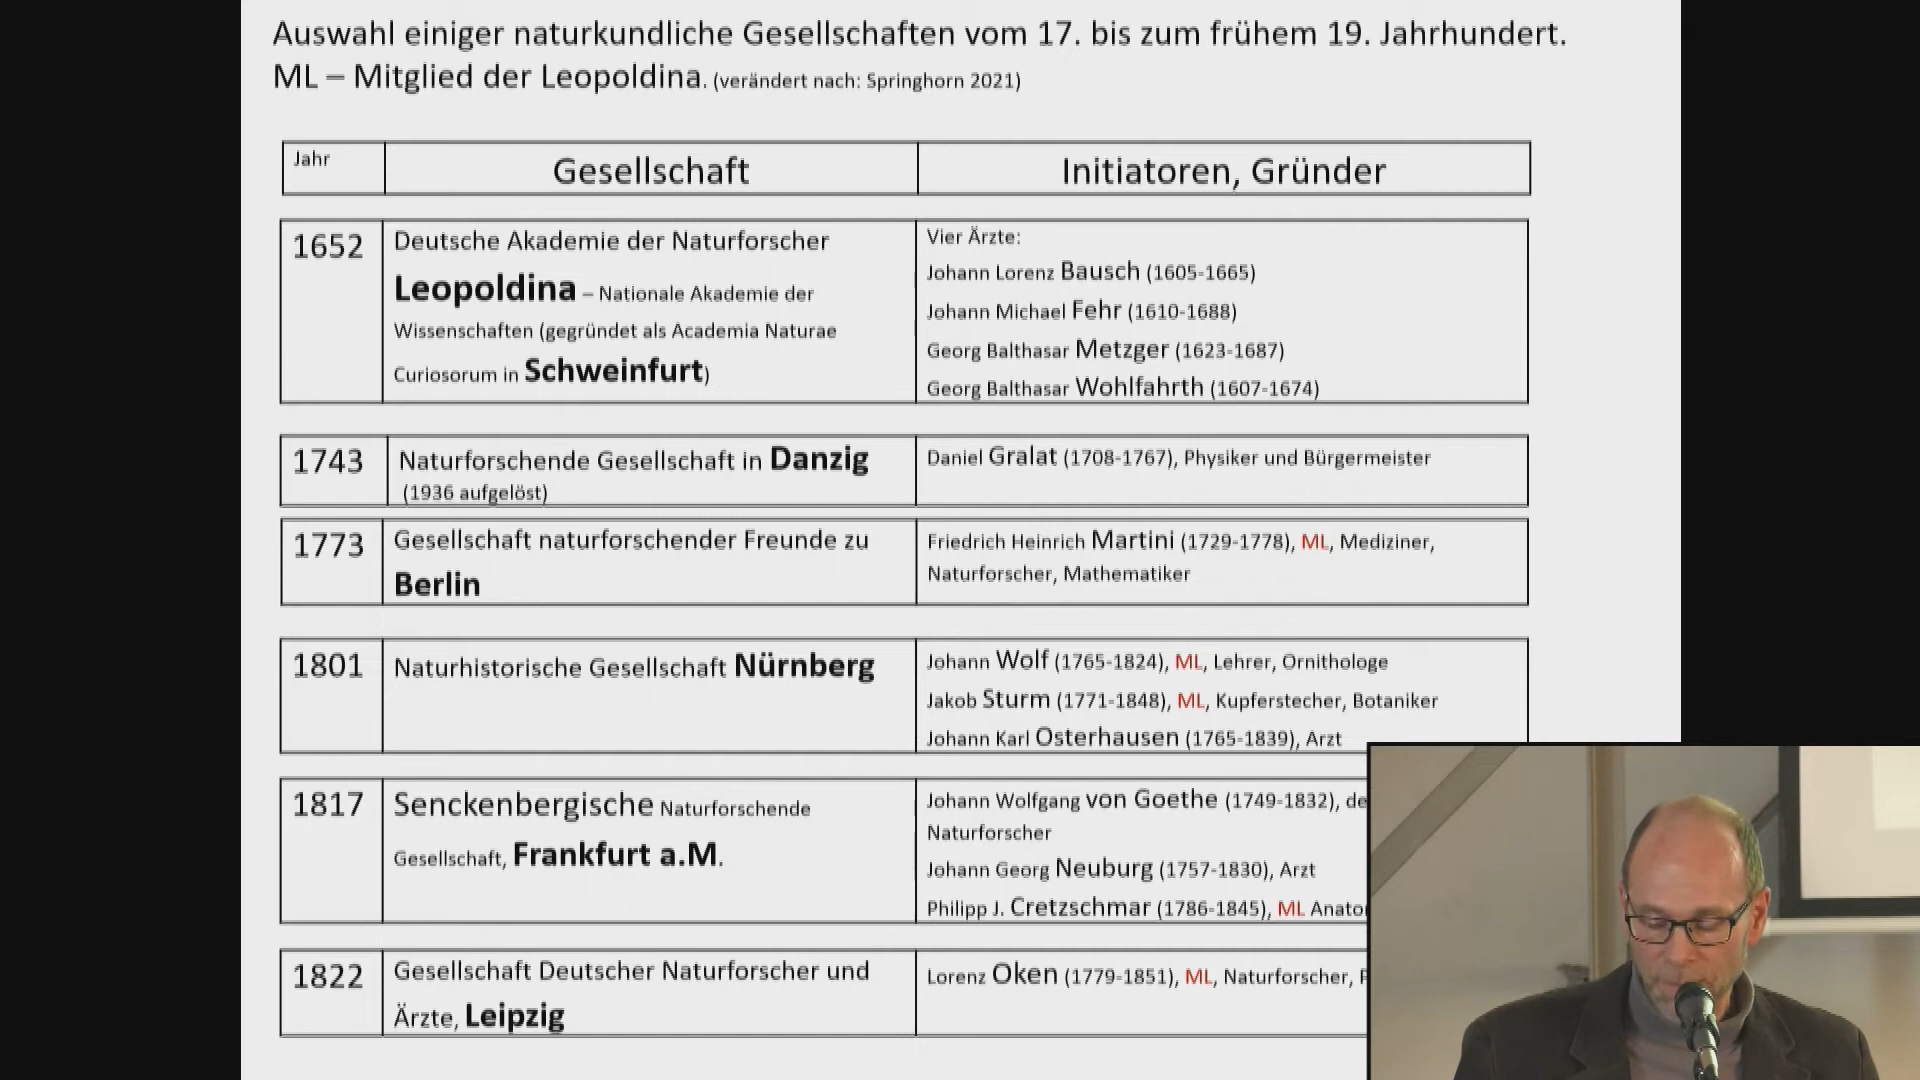 Auswahl einiger naturkundliche Gesellschaften vom 17. bis zum frühem 19. Jahrhundert.
ML – Mitglied der Leopoldina. (verändert nach: Springhorn 2021)
Jahr
Gesellschaft
Initiatoren, Gründer
1652
Deutsche Akademie der Naturforscher
Leopoldina – Nationale Akademie der
Wissenschaften (gegründet als Academia Naturae
Curiosorum in Schweinfurt)
Vier Ärzte:
Johann Lorenz Bausch (1605-1665)
Johann Michael Fehr (1610-1688)
Georg Balthasar Metzger (1623-1687)
Georg Balthasar Wohlfahrth (1607-1674)
1743
Naturforschende Gesellschaft in Danzig
(1936 aufgelöst)
Daniel Gralat (1708-1767), Physiker und Bürgermeister
1773
Gesellschaft naturforschender Freunde zu
Berlin
Friedrich Heinrich Martini (1729-1778), ML, Mediziner,
Naturforscher, Mathematiker
1801
Naturhistorische Gesellschaft Nürnberg
Johann Wolf (1765-1824), ML, Lehrer, Ornithologe
Jakob Sturm (1771-1848), ML, Kupferstecher, Botaniker
Johann Karl Osterhausen (1765-1839), Arzt
1817
Senckenbergische Naturforschende
Gesellschaft, Frankfurt a.M.
Johann Wolfgang von Goethe (1749-1832),
Naturforscher
Johann Georg Neuburg (1757-1830), Arzt
Philipp J. Cretzschmar (1786-1845), ML
1822
Gesellschaft Deutscher Naturforscher und
Ärzte, Leipzig
Lorenz Oken (1779-1851), ML, Naturforscher,